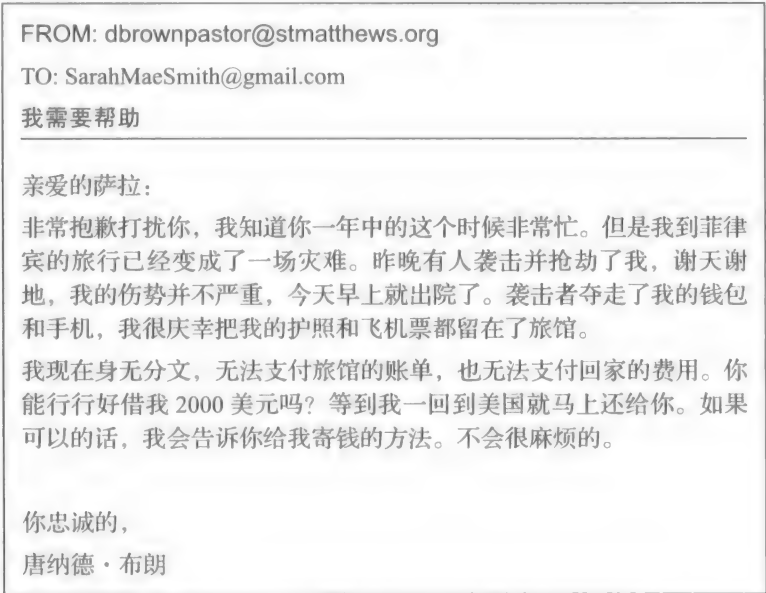 FROM: dbrownpastor@stmatthews.org
TO: SarahMaeSmith@gmail.com
我需要帮助
亲爱的萨拉：
非常抱歉打扰你，我知道你一年中的这个时候非常忙。但是我到菲律
宾的旅行已经变成了一场灾难。昨晚有人袭击并抢劫了我，谢天谢
地，我的伤势并不严重，今天早上就出院了。袭击者夺走了我的钱包
和手机，我很庆幸把我的护照和飞机票都留在了旅馆。
我现在身无分文，无法支付旅馆的账单，也无法支付回家的费用。你
能行行好借我 2000 美元吗？等到我一回到美国就马上还给你。如果
可以的话，我会告诉你给我寄钱的方法。不会很麻烦的。
你忠诚的，
唐纳德·布朗